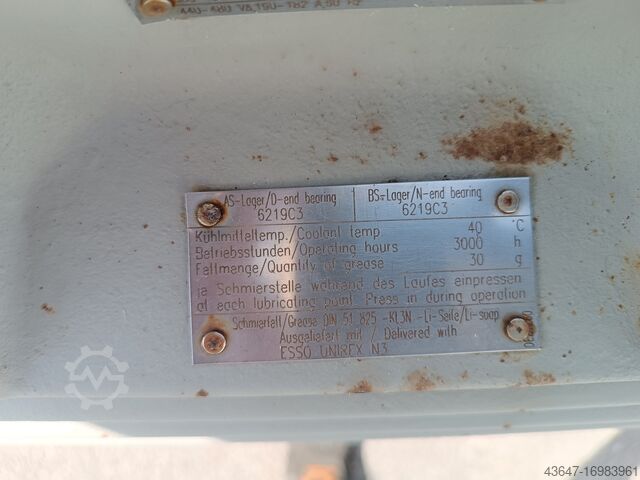 AS-Lager/D-end bearing
6219C3
BS-Lager/N-end bearing
6219C3
Kühlmitteltemp./Coolant temp 40 °C
Betriebsstunden/Operating hours 3000 h
Fettmenge/Quantity of grease 30 g
je Schmierstelle während des Laufes einpressen
at each lubricating point. Press in during operation
Schmierfett/Grease DIN 51 825 -KL3N-Li-Seife/Li-soap
Ausgeliefert mit / Delivered with
ESSO UNIREX N3
43647-16983961